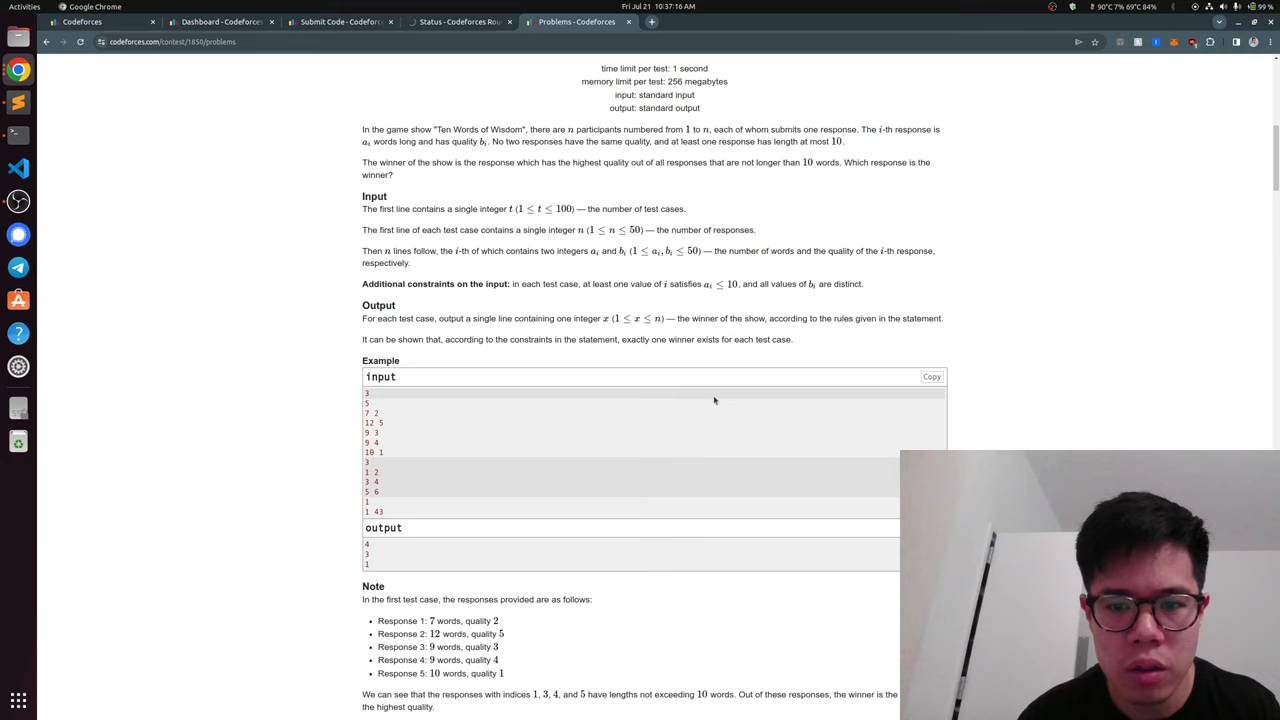 Activities
Google Chrome
Fri Jul 21 10:37:16 AM
90°C 7% 69°C 84%
99 %
Codeforces
Dashboard - Codeforces
Submit Code - Codeforc
Status - Codeforces Rou
Problems - Codeforces
codeforces.com/contest/1850/problems
time limit per test: 1 second
memory limit per test: 256 megabytes
input: standard input
output: standard output
In the game show "Ten Words of Wisdom", there are n participants numbered from 1 to n, each of whom submits one response. The i-th response is
a_i words long and has quality b_i. No two responses have the same quality, and at least one response has length at most 10.
The winner of the show is the response which has the highest quality out of all responses that are not longer than 10 words. Which response is the
winner?
Input
The first line contains a single integer t (1 ≤ t ≤ 100) — the number of test cases.
The first line of each test case contains a single integer n (1 ≤ n ≤ 50) — the number of responses.
Then n lines follow, the i-th of which contains two integers a_i and b_i (1 ≤ a_i, b_i ≤ 50) — the number of words and the quality of the i-th response,
respectively.
Additional constraints on the input: in each test case, at least one value of i satisfies a_i ≤ 10, and all values of b_i are distinct.
Output
For each test case, output a single line containing one integer x (1 ≤ x ≤ n) — the winner of the show, according to the rules given in the statement.
It can be shown that, according to the constraints in the statement, exactly one winner exists for each test case.
Example
input
Copy
3
5
7 2
12 5
9 3
9 4
10 1
3
1 2
3 4
5 6
1
1 43
output
4
3
1
Note
In the first test case, the responses provided are as follows:
• Response 1: 7 words, quality 2
• Response 2: 12 words, quality 5
• Response 3: 9 words, quality 3
• Response 4: 9 words, quality 4
• Response 5: 10 words, quality 1
We can see that the responses with indices 1, 3, 4, and 5 have lengths not exceeding 10 words. Out of these responses, the winner is the
the highest quality.